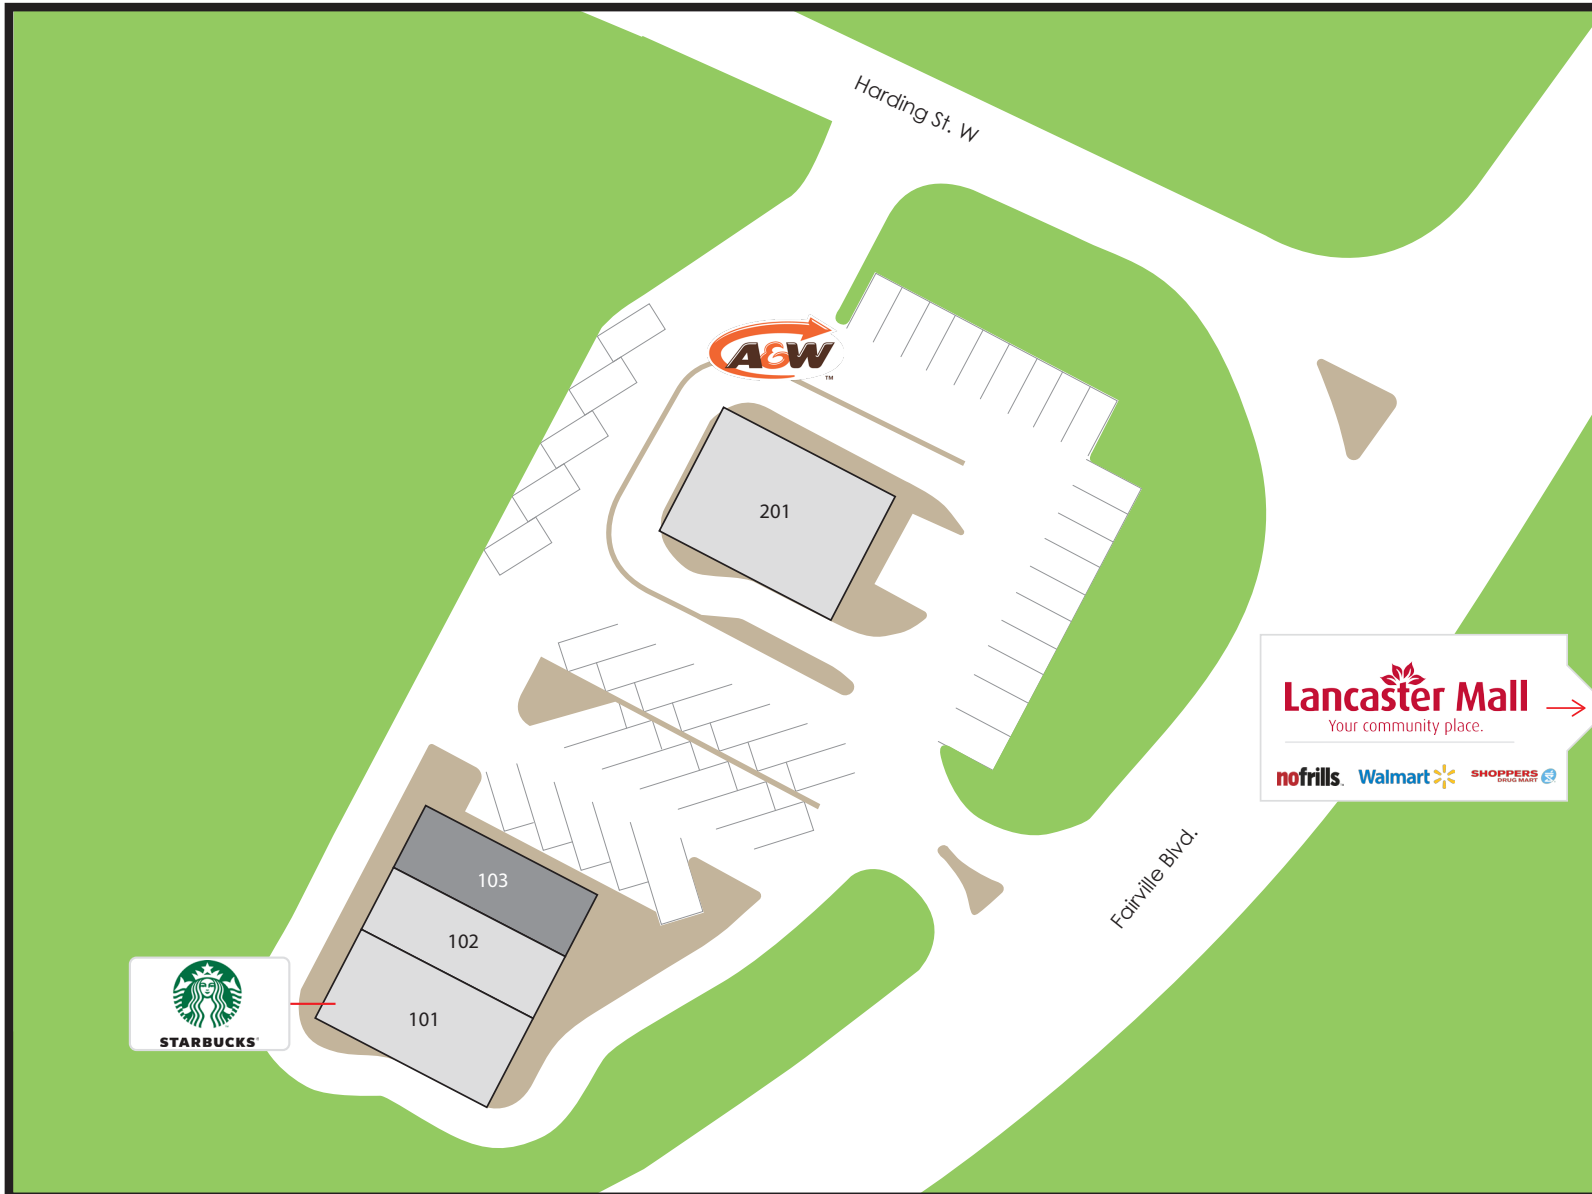 Harding St. W
A&W
™
201
Lancaster Mall
Your community place.
nofrills
Walmart
SHOPPERS
DRUG MART
Fairville Blvd.
103
102
101
STARBUCKS